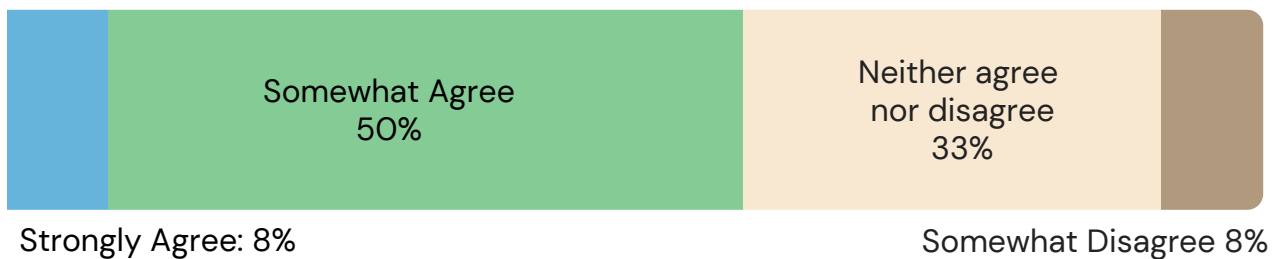 Somewhat Agree
50%
Neither agree
nor disagree
33%
Strongly Agree: 8%
Somewhat Disagree 8%